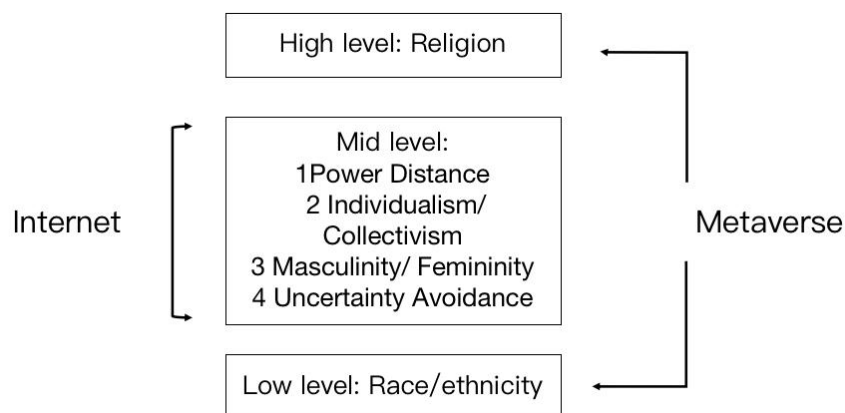 High level: Religion
Mid level:
1Power Distance
2 Individualism/
Collectivism
3 Masculinity/ Femininity
4 Uncertainty Avoidance
Internet
Metaverse
Low level: Race/ethnicity